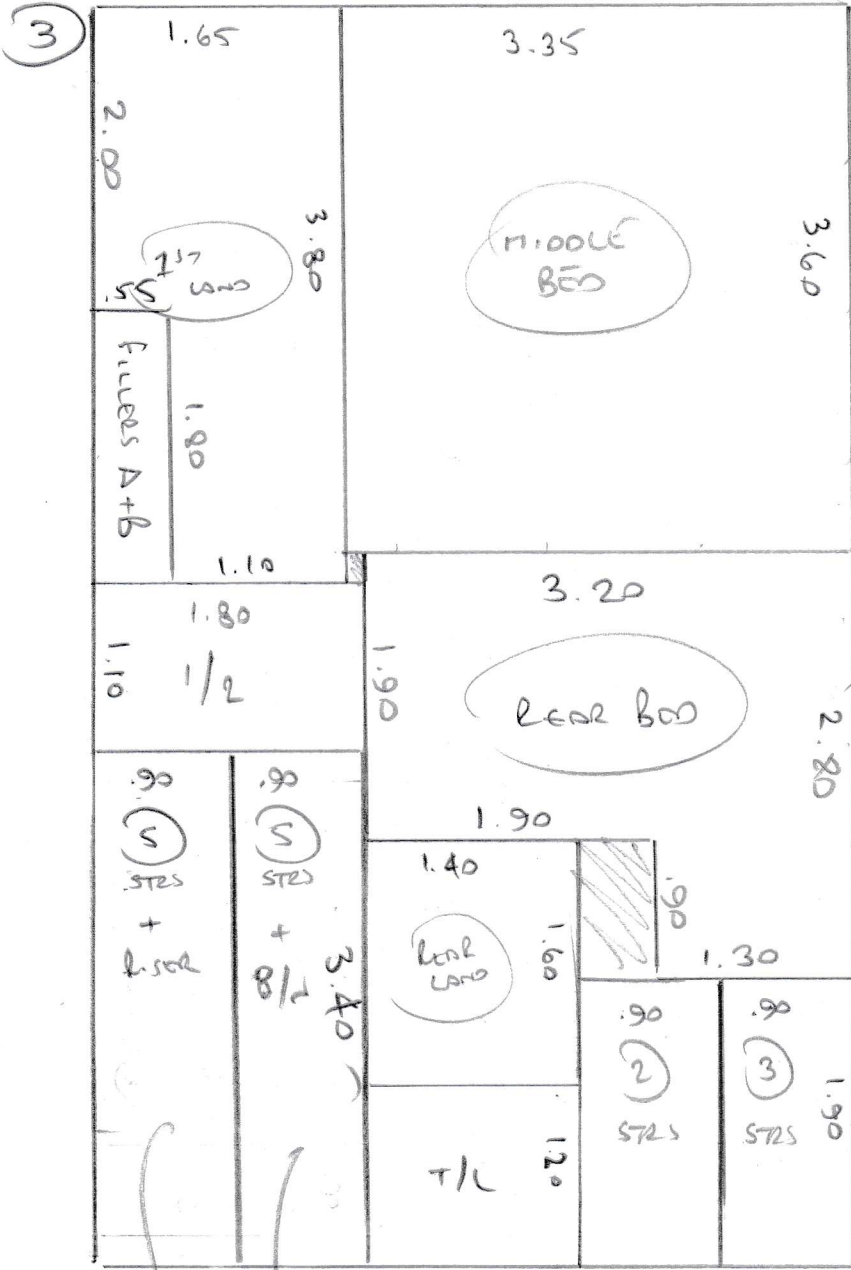 3
1.65
3.35
2.00
3.80
3.60
1ST
LAND
.55
MIDDLE
BED
FILLERS A+B
1.80
1.10
1.80
1/2
1.10
3.20
1.90
REAR BED
2.80
1.90
.90
1.30
.90
5
STRS
+
RISER
.90
5
STRS
+
3.40
1.40
1.60
REAR
LAND
T/L
1.20
.90
2
STRS
.90
3
STRS
1.90